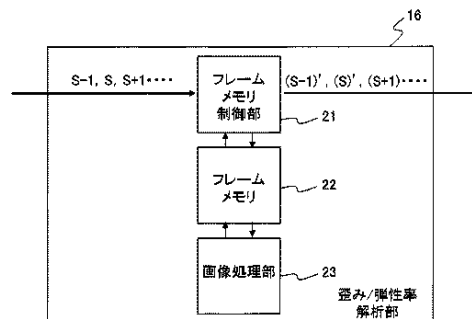 16
S-1, S, S+1····
フレーム
メモリ
制御部
(S-1)', (S)', (S+1)····
21
フレーム
メモリ
22
画像処理部
23
歪み/弾性率
解析部